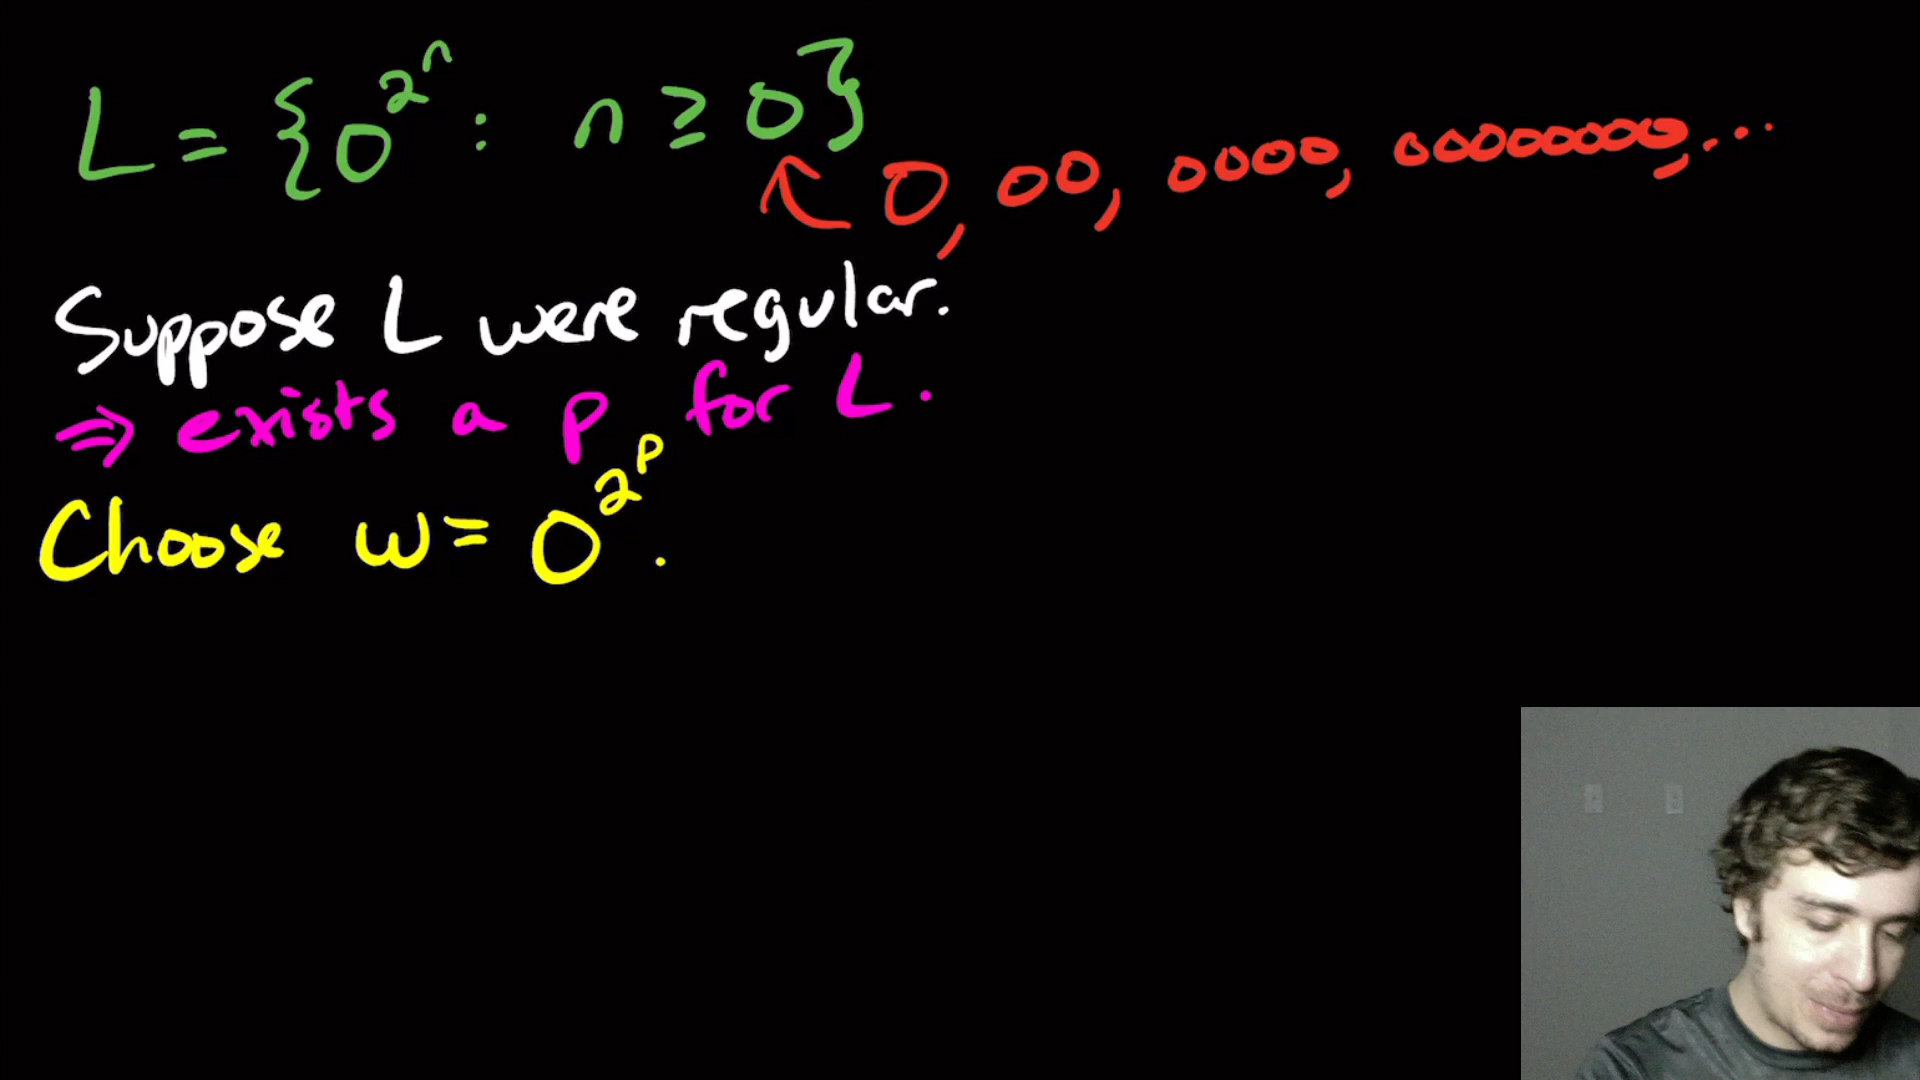 L = {0^{2^n} : n ≥ 0}
0, 00, 0000, 00000000, ...
Suppose L were regular.
⇒ exists a p for L.
Choose w = 0^{2^p}.